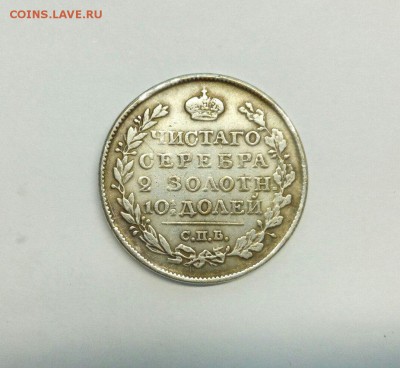 COINS.LAVE.RU
ЧИСТАГО
СЕРЕБРА
2 ЗОЛОТН.
10½ ДОЛЕЙ
С.П.Б.